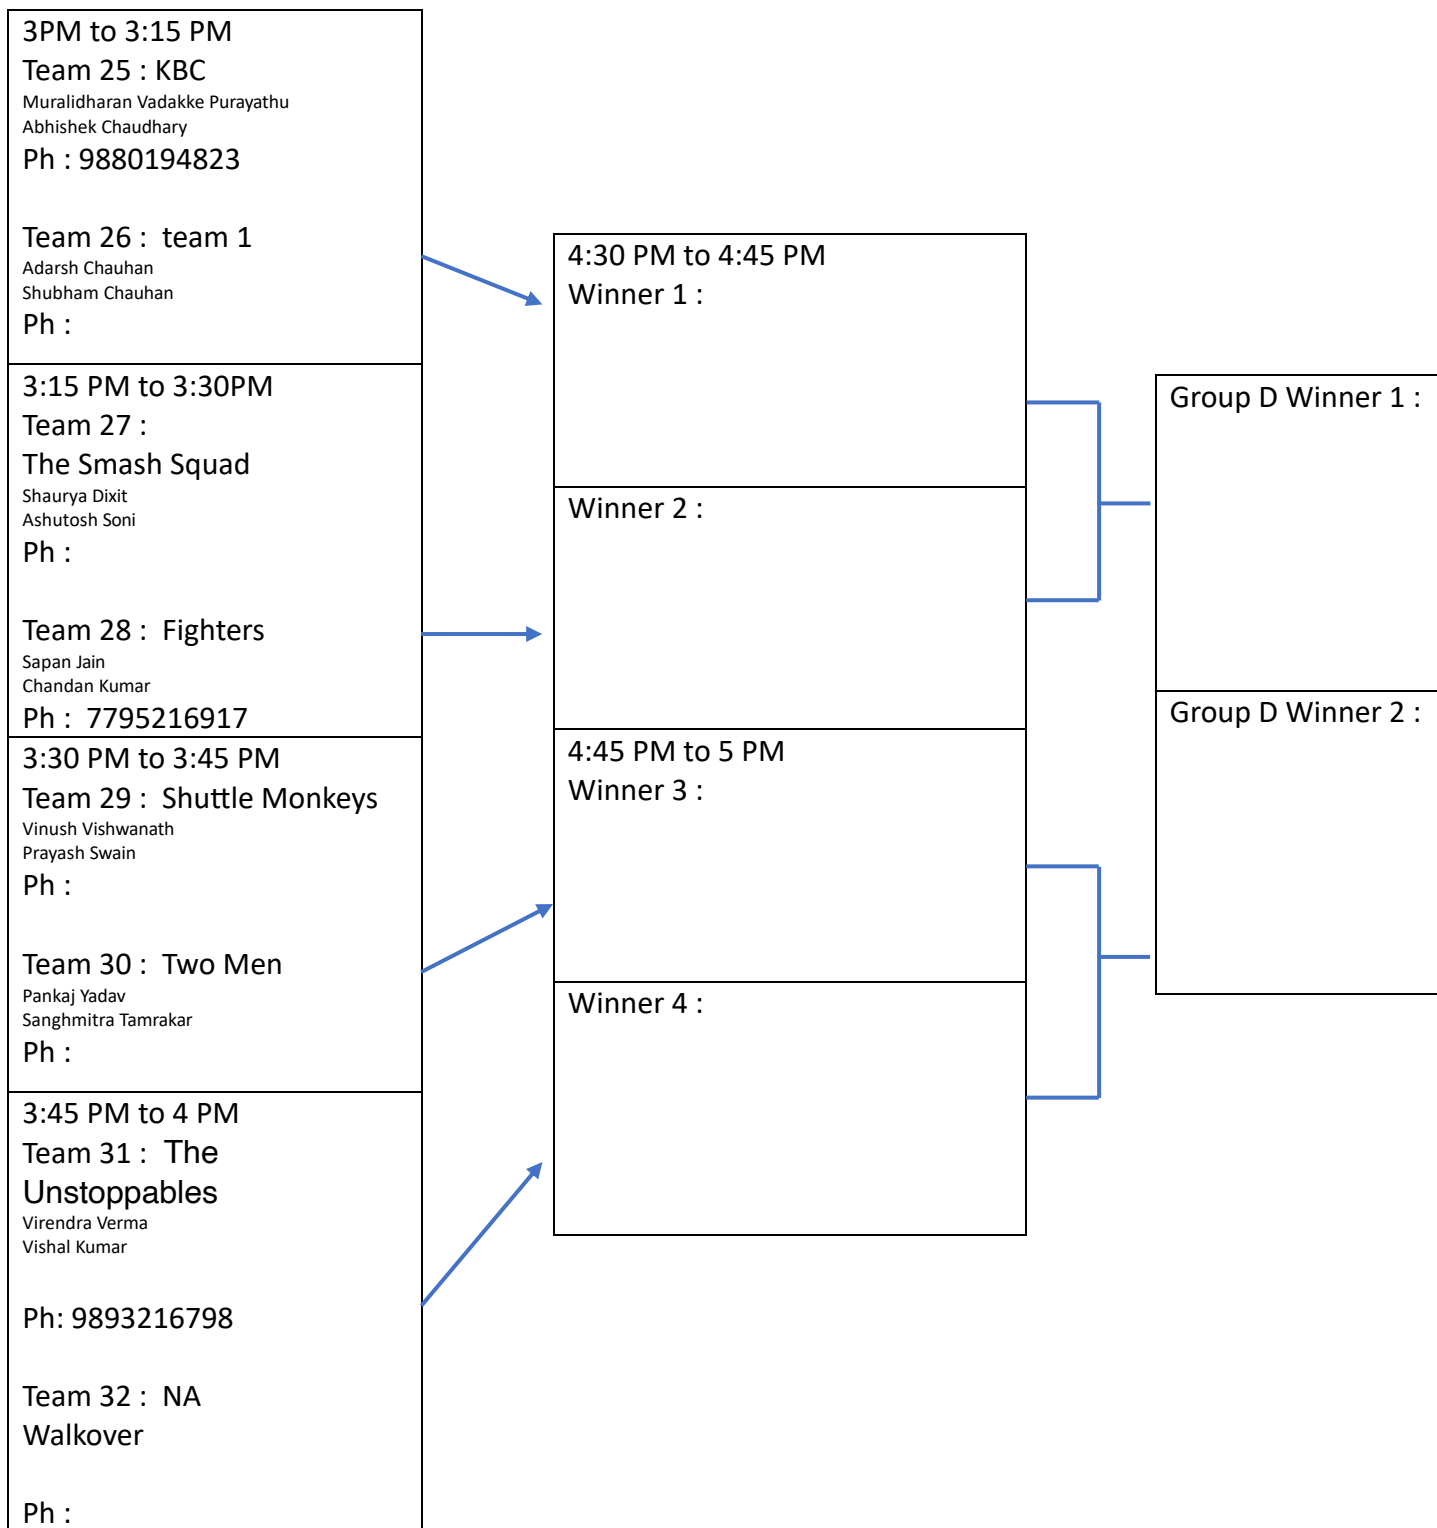 3PM to 3:15 PM
Team 25 : KBC
Muralidharan Vadakke Purayathu
Abhishek Chaudhary
Ph : 9880194823
Team 26 :  team 1
Adarsh Chauhan
Shubham Chauhan
Ph :
3:15 PM to 3:30PM
Team 27 :
The Smash Squad
Shaurya Dixit
Ashutosh Soni
Ph :
Team 28 :  Fighters
Sapan Jain
Chandan Kumar
Ph :  7795216917
3:30 PM to 3:45 PM
Team 29 :  Shuttle Monkeys
Vinush Vishwanath
Prayash Swain
Ph :
Team 30 :  Two Men
Pankaj Yadav
Sanghmitra Tamrakar
Ph :
3:45 PM to 4 PM
Team 31 :  The
Unstoppables
Virendra Verma
Vishal Kumar
Ph: 9893216798
Team 32 :  NA
Walkover
Ph :
4:30 PM to 4:45 PM
Winner 1 :
Winner 2 :
4:45 PM to 5 PM
Winner 3 :
Winner 4 :
Group D Winner 1 :
Group D Winner 2 :